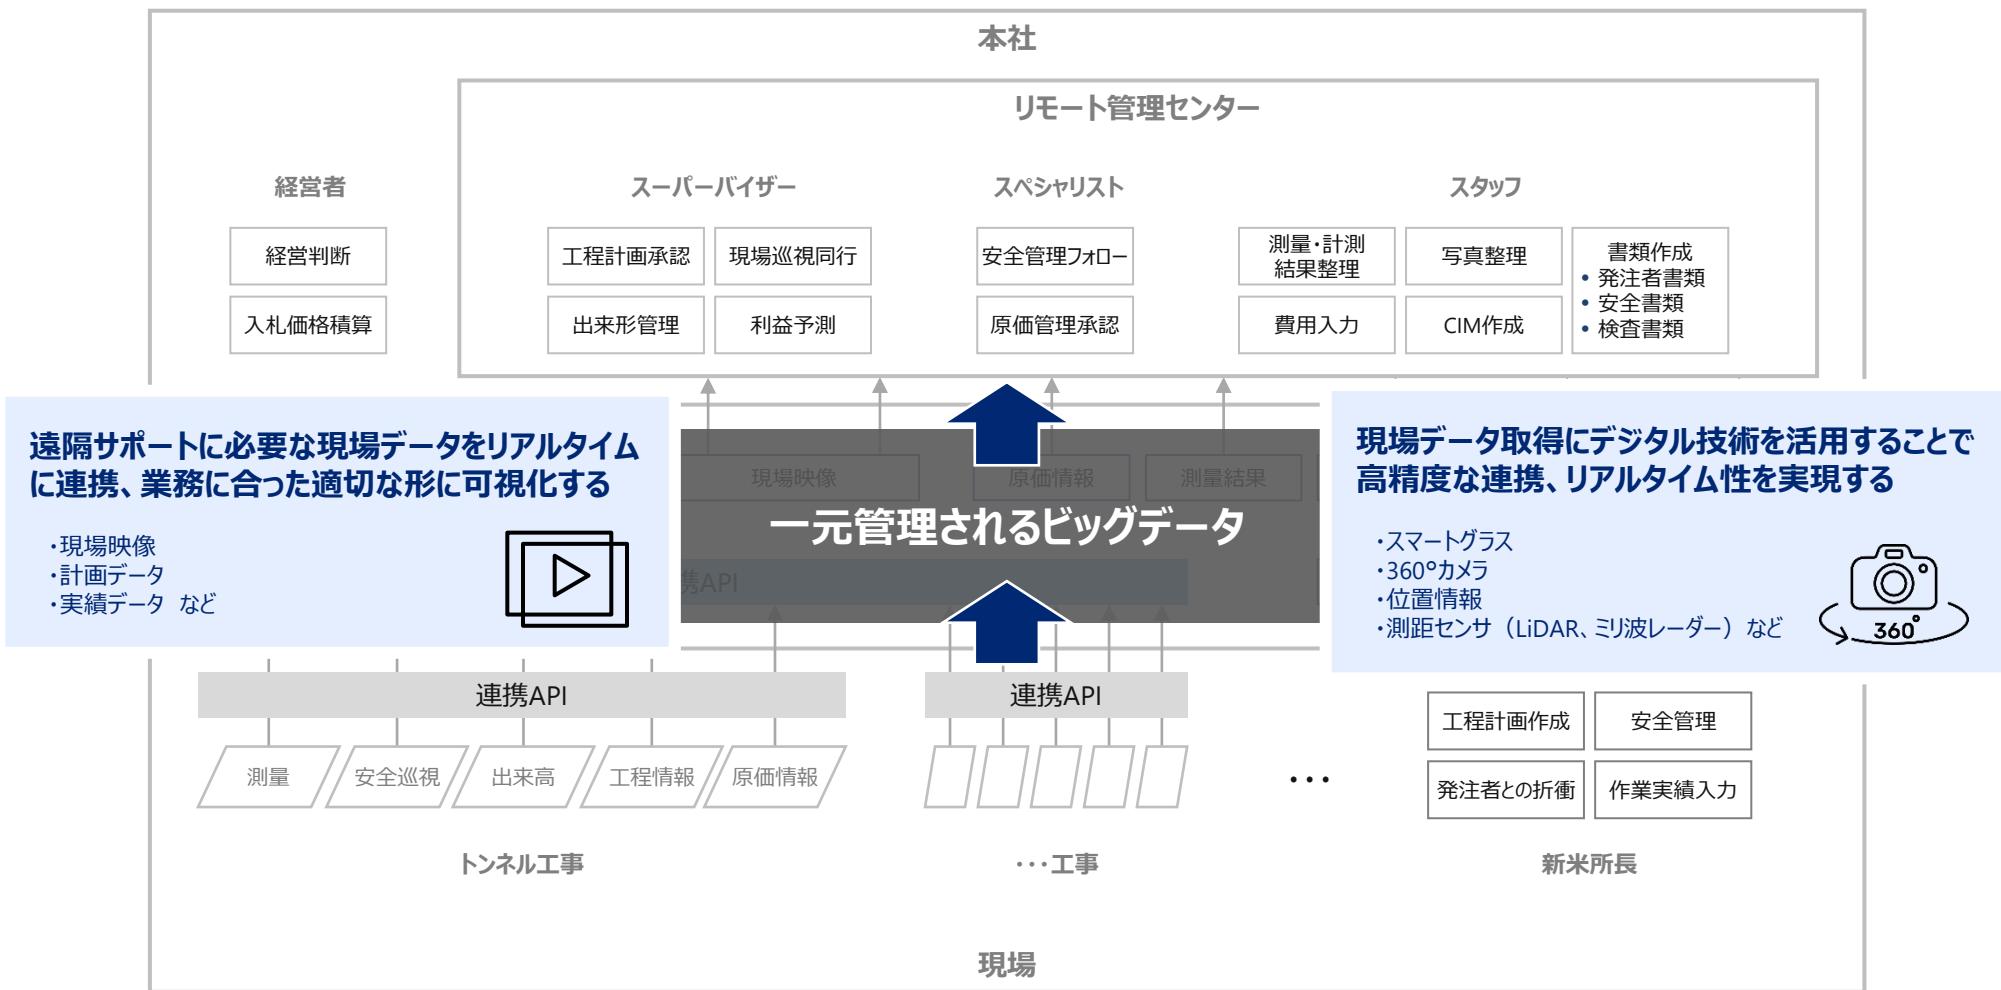 本社
リモート管理センター
経営者
スーパーバイザー
スペシャリスト
スタッフ
経営判断
入札価格積算
工程計画承認
現場巡視同行
出来形管理
利益予測
安全管理フォロー
原価管理承認
測量・計測
結果整理
写真整理
費用入力
CIM作成
書類作成
• 発注者書類
• 安全書類
• 検査書類
遠隔サポートに必要な現場データをリアルタイム
に連携、業務に合った適切な形に可視化する
・現場映像
・計画データ
・実績データ など
現場映像
原価情報
測量結果
一元管理されるビッグデータ
携API
現場データ取得にデジタル技術を活用することで
高精度な連携、リアルタイム性を実現する
・スマートグラス
・360°カメラ
・位置情報
・測距センサ（LiDAR、ミリ波レーダー）など
360°
連携API
連携API
測量
安全巡視
出来高
工程情報
原価情報
・・・
工程計画作成
安全管理
発注者との折衝
作業実績入力
トンネル工事
・・・工事
新米所長
現場